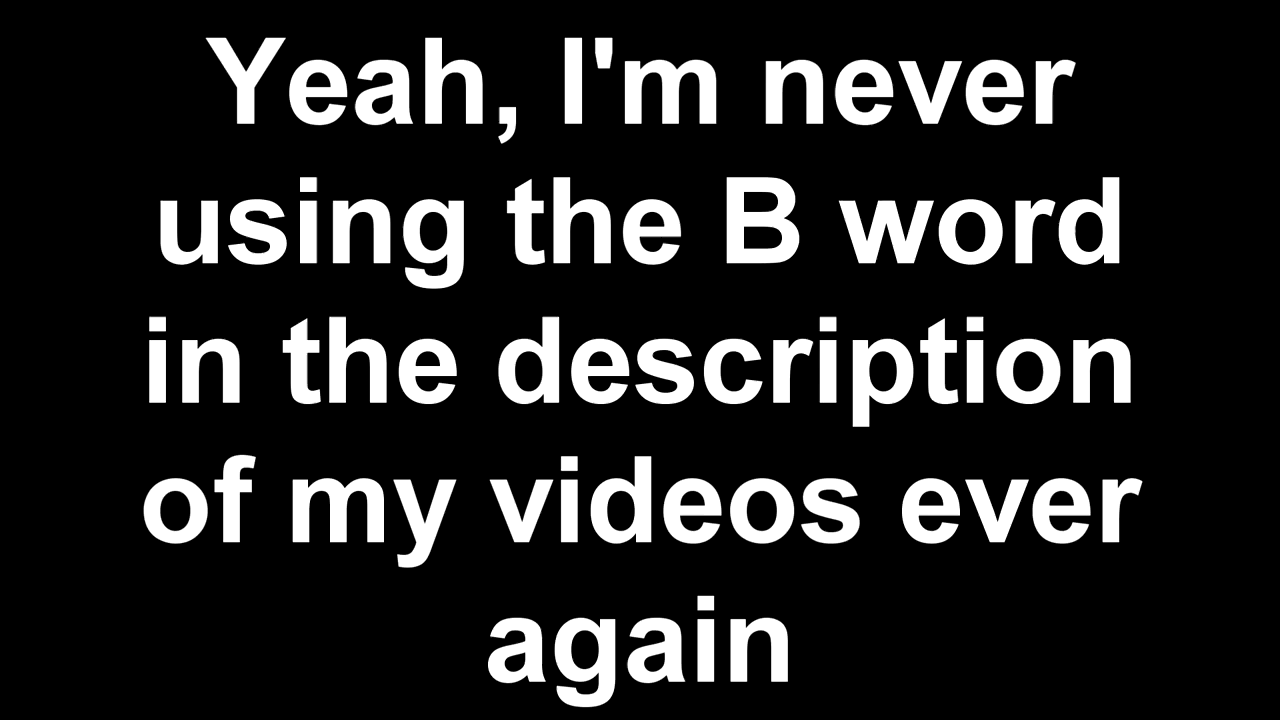 Yeah, I'm never
using the B word
in the description
of my videos ever
again